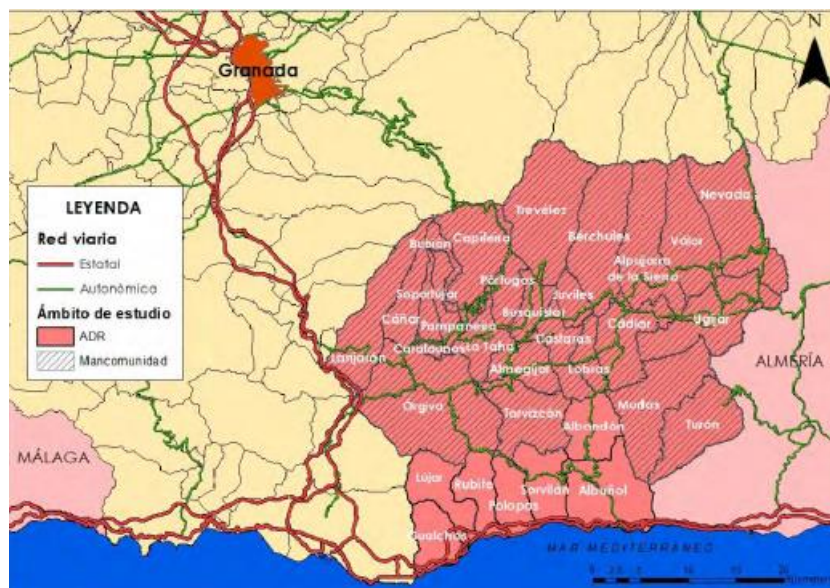 N
Granada
LEYENDA
Red viaria
Estatal
Autonómica
Ámbito de estudio
ADR
Mancomunidad
Nevada
Trevélez
Bubión
Capileira
Bérchules
Válor
Alpujarra
de la Sierra
Pórtugos
Soportújar
Juviles
Busquístar
Cáñar
Pampaneira
Cádiar
Ugíjar
Lanjarón
Carataunas
La Taha
Cástaras
ALMERÍA
Almegíjar
Lobras
Órgiva
Torvizcón
Murtas
Turón
Albondón
MÁLAGA
Lújar
Rubite
Sorvilán
Albuñol
Polopos
Gualchos
MAR MEDITERRÁNEO